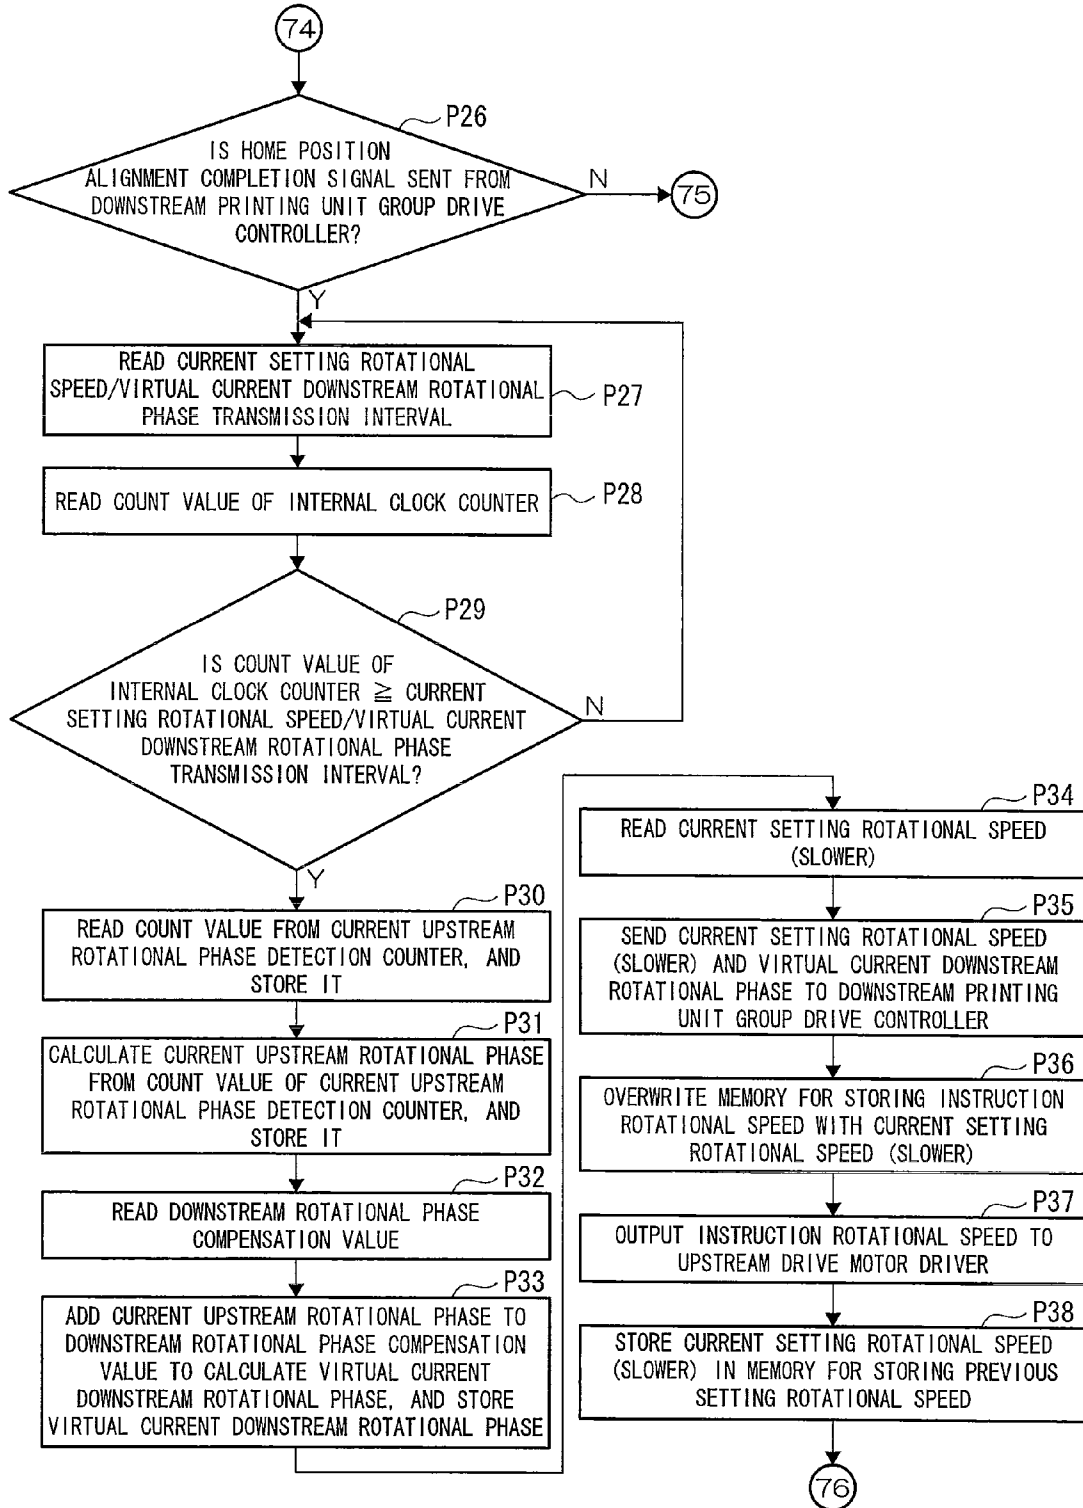 74
P26
IS HOME POSITION
ALIGNMENT COMPLETION SIGNAL SENT FROM
DOWNSTREAM PRINTING UNIT GROUP DRIVE
CONTROLLER?
N
75
Y
READ CURRENT SETTING ROTATIONAL
SPEED/VIRTUAL CURRENT DOWNSTREAM ROTATIONAL
PHASE TRANSMISSION INTERVAL
P27
READ COUNT VALUE OF INTERNAL CLOCK COUNTER
P28
P29
IS COUNT VALUE OF
INTERNAL CLOCK COUNTER ≧ CURRENT
SETTING ROTATIONAL SPEED/VIRTUAL CURRENT
DOWNSTREAM ROTATIONAL PHASE
TRANSMISSION INTERVAL?
N
Y
P30
READ COUNT VALUE FROM CURRENT UPSTREAM
ROTATIONAL PHASE DETECTION COUNTER, AND
STORE IT
P31
CALCULATE CURRENT UPSTREAM ROTATIONAL PHASE
FROM COUNT VALUE OF CURRENT UPSTREAM
ROTATIONAL PHASE DETECTION COUNTER, AND
STORE IT
P32
READ DOWNSTREAM ROTATIONAL PHASE
COMPENSATION VALUE
P33
ADD CURRENT UPSTREAM ROTATIONAL PHASE TO
DOWNSTREAM ROTATIONAL PHASE COMPENSATION
VALUE TO CALCULATE VIRTUAL CURRENT
DOWNSTREAM ROTATIONAL PHASE, AND STORE
VIRTUAL CURRENT DOWNSTREAM ROTATIONAL PHASE
P34
READ CURRENT SETTING ROTATIONAL SPEED
(SLOWER)
P35
SEND CURRENT SETTING ROTATIONAL SPEED
(SLOWER) AND VIRTUAL CURRENT DOWNSTREAM
ROTATIONAL PHASE TO DOWNSTREAM PRINTING
UNIT GROUP DRIVE CONTROLLER
P36
OVERWRITE MEMORY FOR STORING INSTRUCTION
ROTATIONAL SPEED WITH CURRENT SETTING
ROTATIONAL SPEED (SLOWER)
P37
OUTPUT INSTRUCTION ROTATIONAL SPEED TO
UPSTREAM DRIVE MOTOR DRIVER
P38
STORE CURRENT SETTING ROTATIONAL SPEED
(SLOWER) IN MEMORY FOR STORING PREVIOUS
SETTING ROTATIONAL SPEED
76